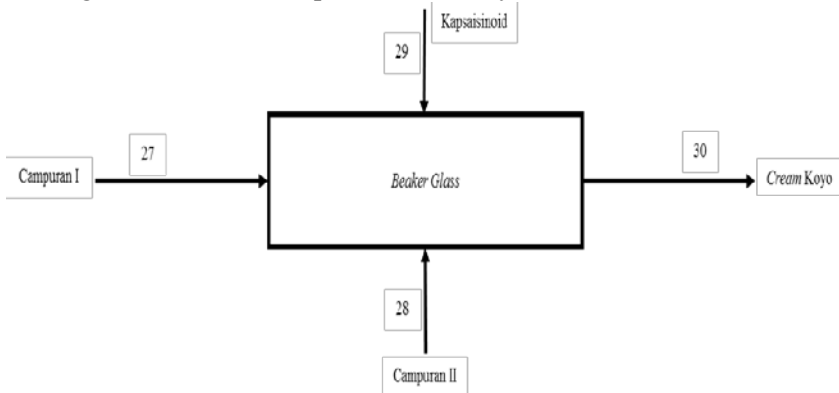 Kapsaisinoid
29
27
30
Campuran I
Beaker Glass
Cream Koyo
28
Campuran II